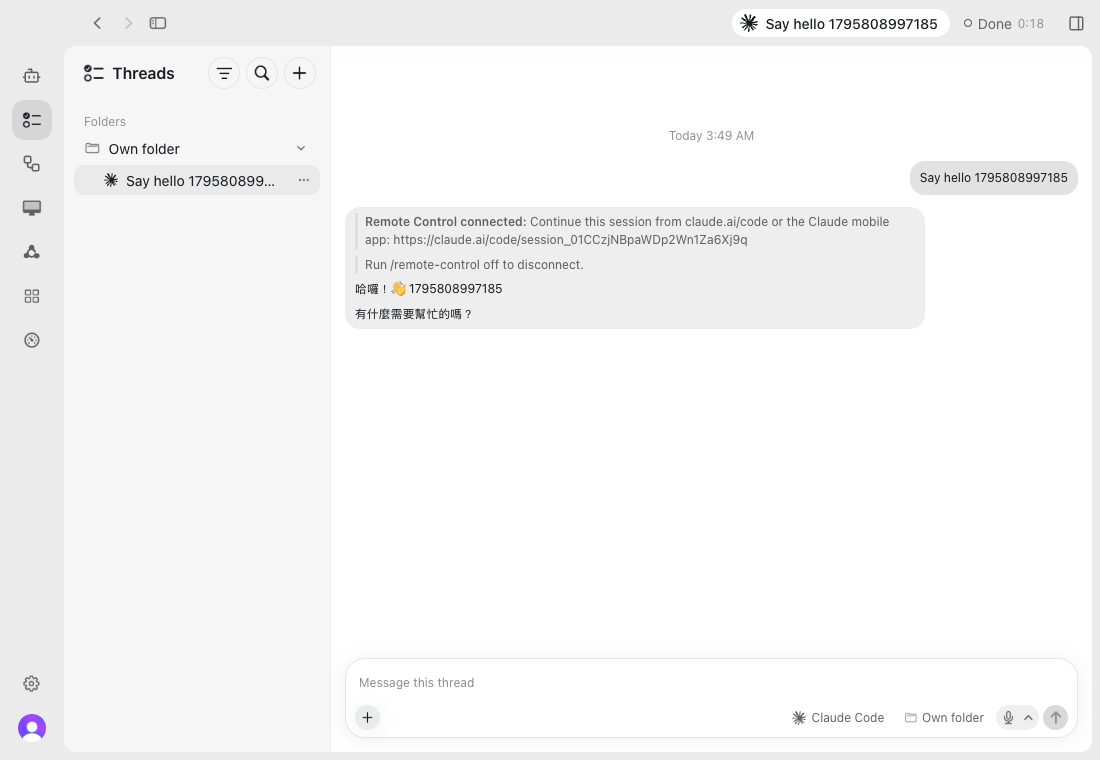 Say hello 1795808997185
Done 0:18
Threads
Folders
Own folder
Say hello 179580899...
Today 3:49 AM
Say hello 1795808997185
Remote Control connected: Continue this session from claude.ai/code or the Claude mobile
app: https://claude.ai/code/session_01CCzjNBpaWDp2Wn1Za6Xj9q
Run /remote-control off to disconnect.
哈囉！👋 1795808997185
有什麼需要幫忙的嗎？
Message this thread
Claude Code
Own folder